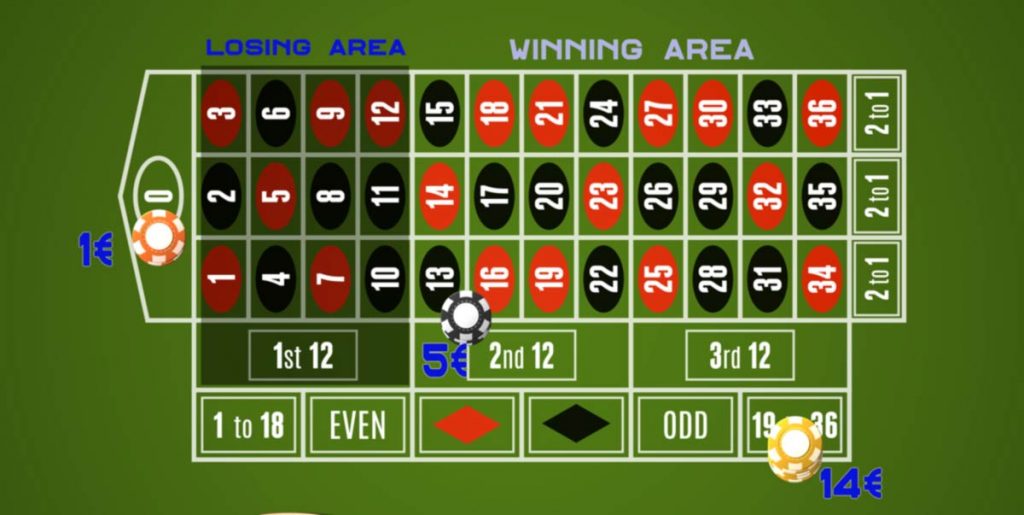 LOSING AREA WINNING AREA
3 6 9 12 15 18 21 24 27 30 33 36 2 to 1
0 2 5 8 11 14 17 20 23 26 29 32 35 2 to 1
1€
1 4 7 10 13 16 19 22 25 28 31 34 2 to 1
1st 12 5€ 2nd 12 3rd 12
1 to 18 EVEN ODD 19 36
14€